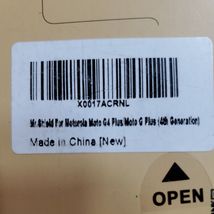 X0017ACRNL
Mr.Shield For Motorola Moto G4 Plus/Moto G Plus (4th Generation)
Made in China [New]
OPEN